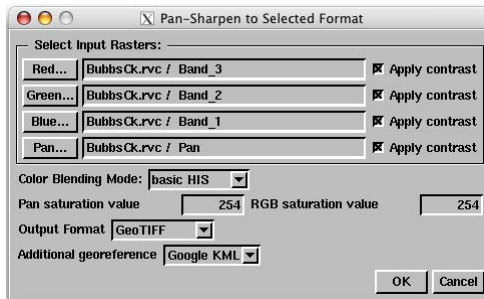 Pan-Sharpen to Selected Format
Select Input Rasters:
Red... BubbsCk.rvc / Band_3 Apply contrast
Green... BubbsCk.rvc / Band_2 Apply contrast
Blue... BubbsCk.rvc / Band_1 Apply contrast
Pan... BubbsCk.rvc / Pan Apply contrast
Color Blending Mode: basic HIS
Pan saturation value 254 RGB saturation value 254
Output Format GeoTIFF
Additional georeference Google KML
OK Cancel